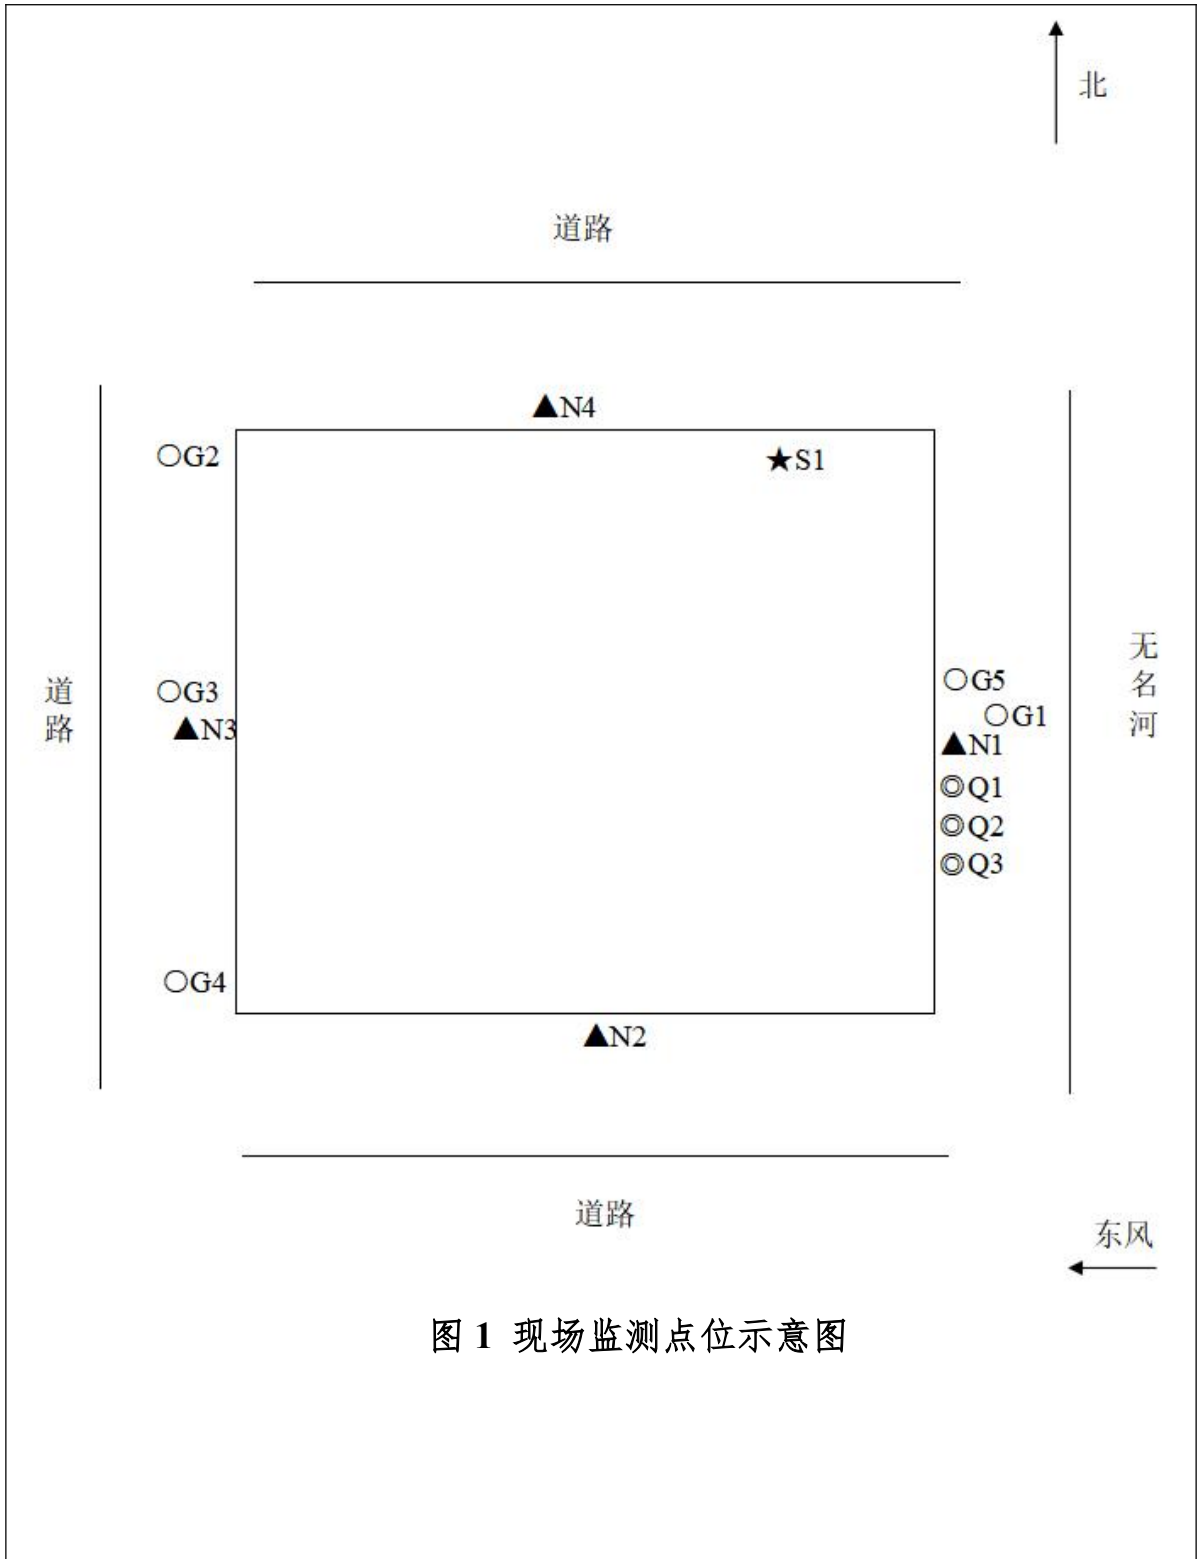 北
道路
▲N4
○G2
★S1
道路
○G3
▲N3
○G5
○G1
▲N1
◎Q1
◎Q2
◎Q3
无名河
○G4
▲N2
道路
东风
图 1 现场监测点位示意图